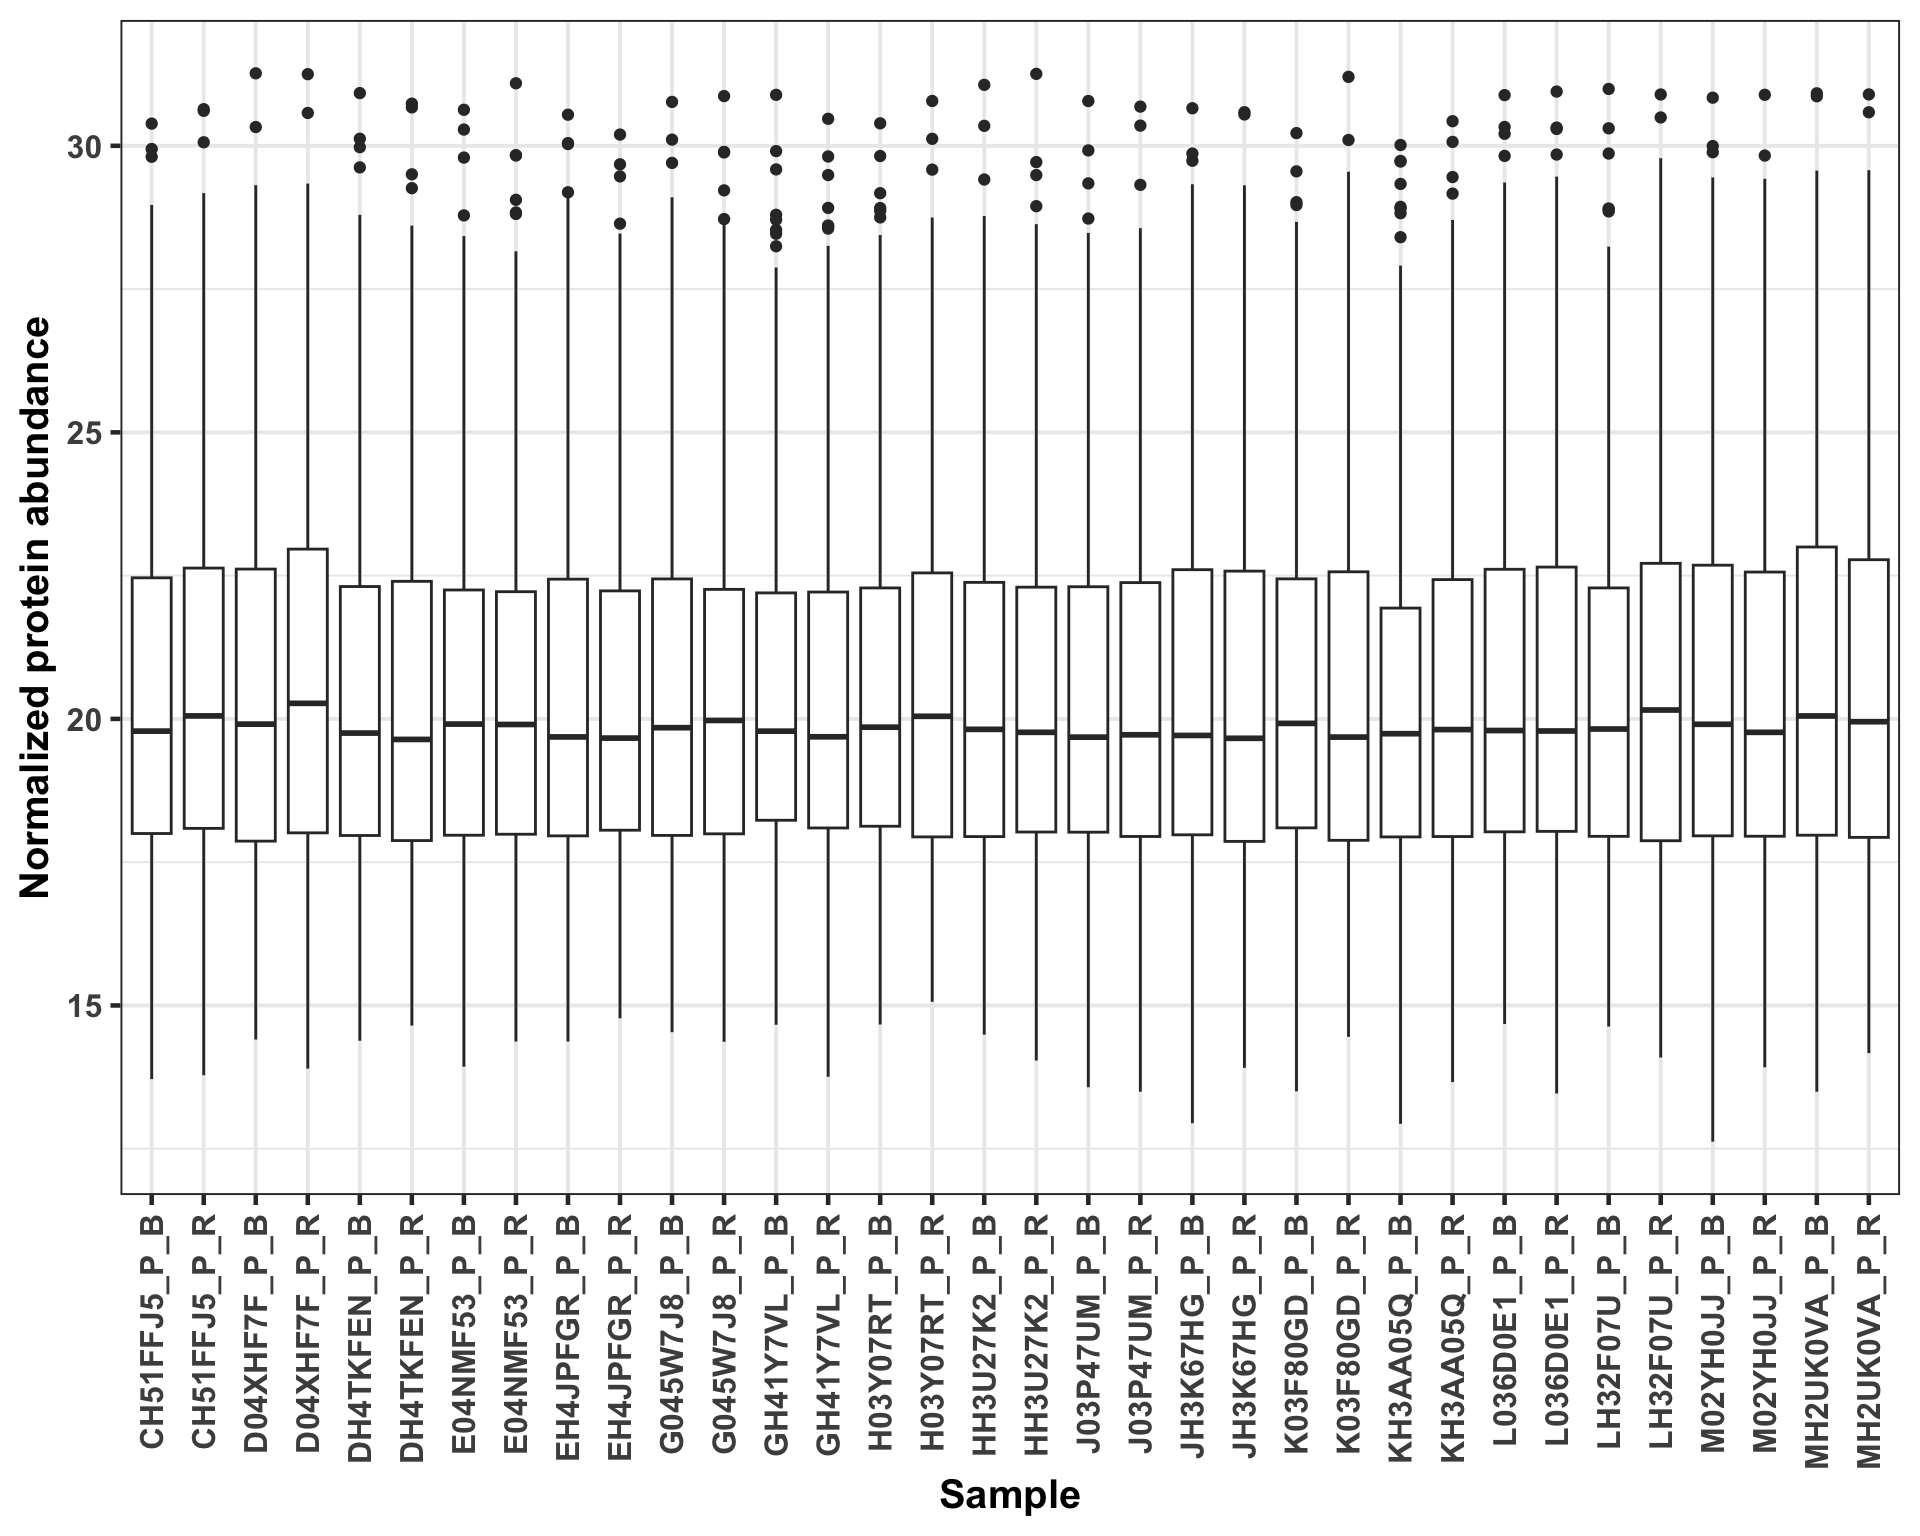 Normalized protein abundance
30
25
20
15
CH51FFJ5_P_B
CH51FFJ5_P_R
D04XHF7F_P_B
D04XHF7F_P_R
DH4TKFEN_P_B
DH4TKFEN_P_R
E04NMF53_P_B
E04NMF53_P_R
EH4JPFGR_P_B
EH4JPFGR_P_R
G045W7J8_P_B
G045W7J8_P_R
GH41Y7VL_P_B
GH41Y7VL_P_R
H03Y07RT_P_B
H03Y07RT_P_R
HH3U27K2_P_B
HH3U27K2_P_R
J03P47UM_P_B
J03P47UM_P_R
JH3K67HG_P_B
JH3K67HG_P_R
K03F80GD_P_B
K03F80GD_P_R
KH3AA05Q_P_B
KH3AA05Q_P_R
L036D0E1_P_B
L036D0E1_P_R
LH32F07U_P_B
LH32F07U_P_R
M02YH0JJ_P_B
M02YH0JJ_P_R
MH2UK0VA_P_B
MH2UK0VA_P_R
Sample